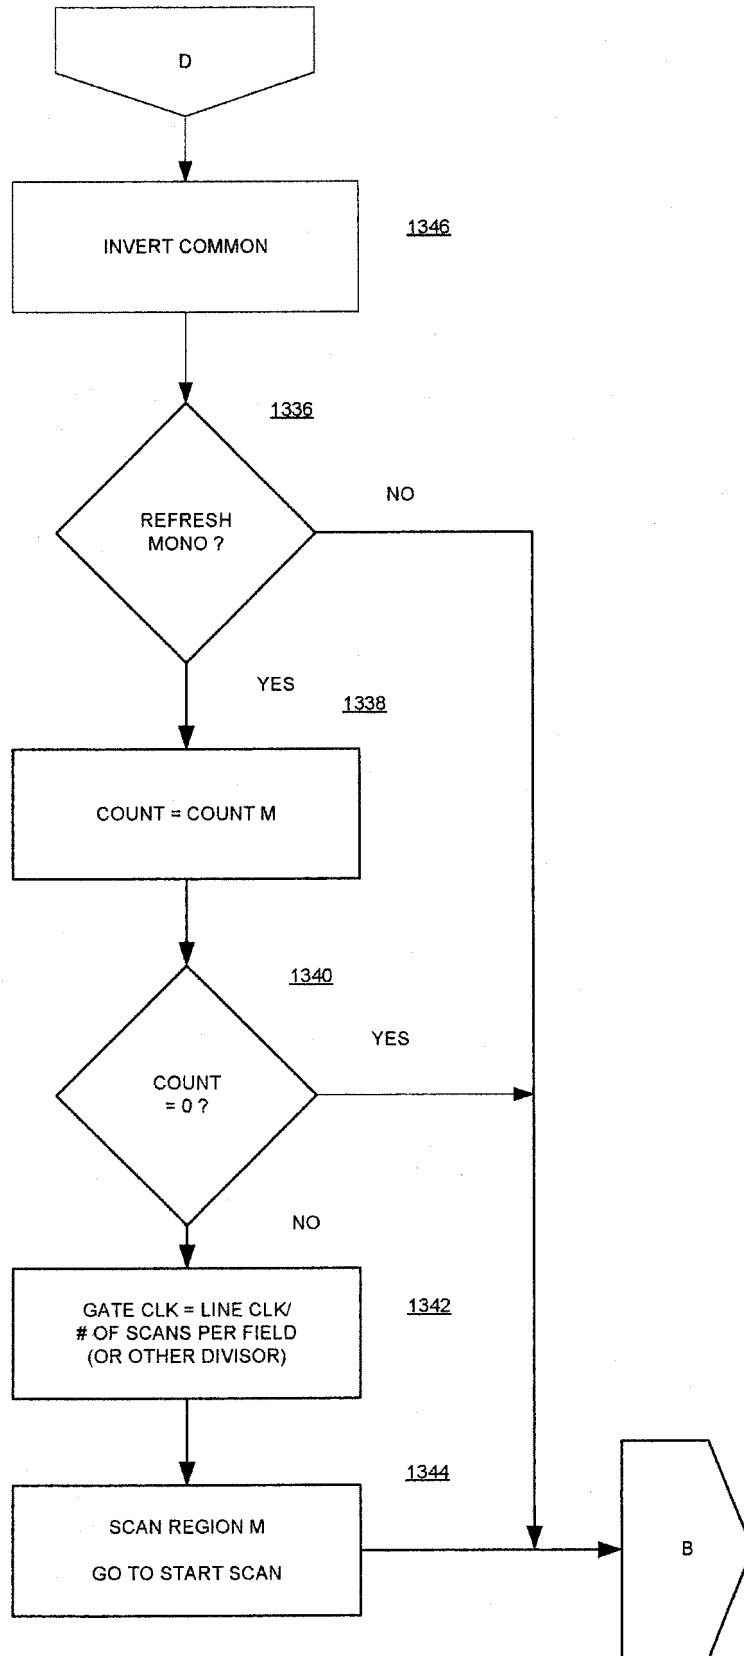 D
INVERT COMMON
1346
1336
NO
REFRESH
MONO ?
YES
1338
COUNT = COUNT M
1340
YES
COUNT
= 0 ?
NO
GATE CLK = LINE CLK/
# OF SCANS PER FIELD
(OR OTHER DIVISOR)
1342
1344
SCAN REGION M
GO TO START SCAN
B